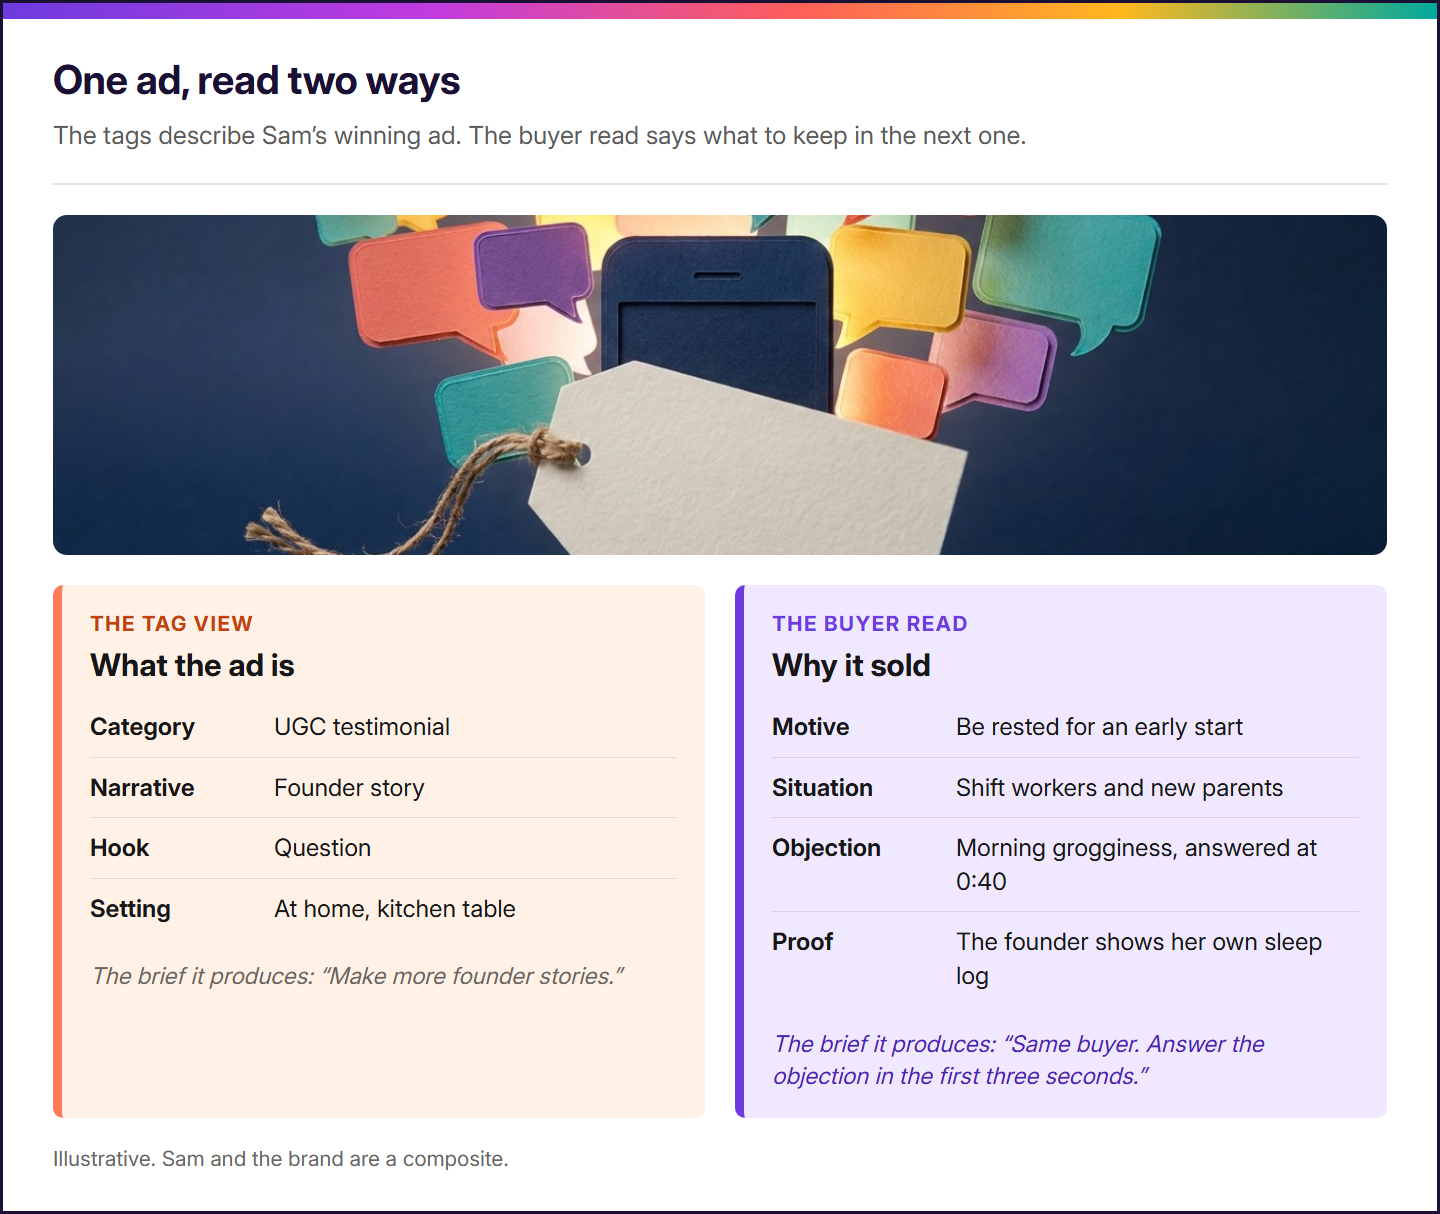 One ad, read two ways
The tags describe Sam’s winning ad. The buyer read says what to keep in the next one.
THE TAG VIEW
What the ad is
Category UGC testimonial
Narrative Founder story
Hook Question
Setting At home, kitchen table
The brief it produces: “Make more founder stories.”
THE BUYER READ
Why it sold
Motive Be rested for an early start
Situation Shift workers and new parents
Objection Morning grogginess, answered at
0:40
Proof The founder shows her own sleep
log
The brief it produces: “Same buyer. Answer the
objection in the first three seconds.”
Illustrative. Sam and the brand are a composite.